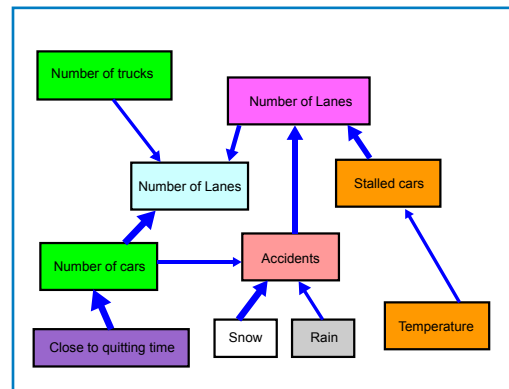 Number of trucks
Number of Lanes
Number of Lanes
Stalled cars
Number of cars
Accidents
Close to quitting time
Snow
Rain
Temperature